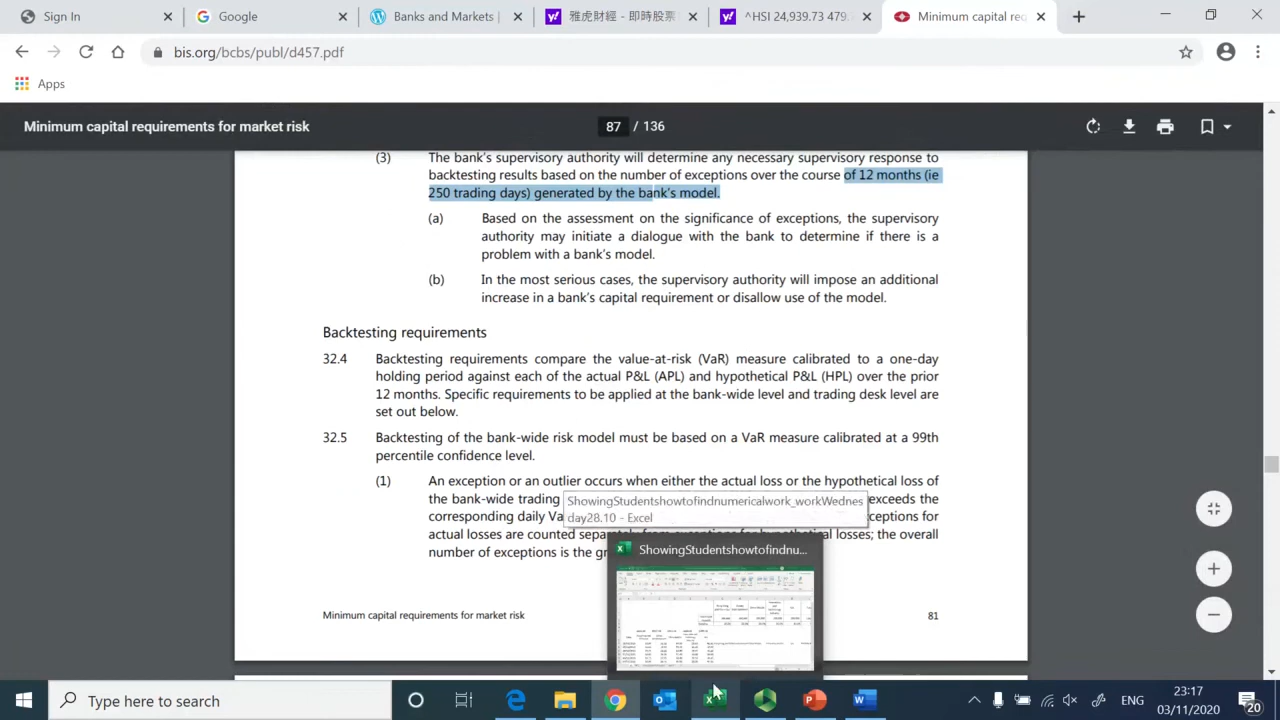 Sign In
Google
Banks and Markets |
雅虎財經 - 即時股票
^HSI 24,939.73 479.
Minimum capital req
bis.org/bcbs/publ/d457.pdf
Apps
Minimum capital requirements for market risk
87 / 136
(3) The bank's supervisory authority will determine any necessary supervisory response to
backtesting results based on the number of exceptions over the course of 12 months (ie
250 trading days) generated by the bank's model.
(a) Based on the assessment on the significance of exceptions, the supervisory
authority may initiate a dialogue with the bank to determine if there is a
problem with a bank's model.
(b) In the most serious cases, the supervisory authority will impose an additional
increase in a bank's capital requirement or disallow use of the model.
Backtesting requirements
32.4 Backtesting requirements compare the value-at-risk (VaR) measure calibrated to a one-day
holding period against each of the actual P&L (APL) and hypothetical P&L (HPL) over the prior
12 months. Specific requirements to be applied at the bank-wide level and trading desk level are
set out below.
32.5 Backtesting of the bank-wide risk model must be based on a VaR measure calibrated at a 99th
percentile confidence level.
(1) An exception or an outlier occurs when either the actual loss or the hypothetical loss of
the bank-wide trading exceeds the
corresponding daily Va ceptions for
actual losses are counted separately from exceptions for hypothetical losses; the overall
number of exceptions is the gr
ShowingStudentshowtofindnumericalwork_workWednes
day28.10 - Excel
ShowingStudentshowtofindnu...
Minimum capital requirements for market risk 81
Type here to search
ENG
23:17
03/11/2020
20